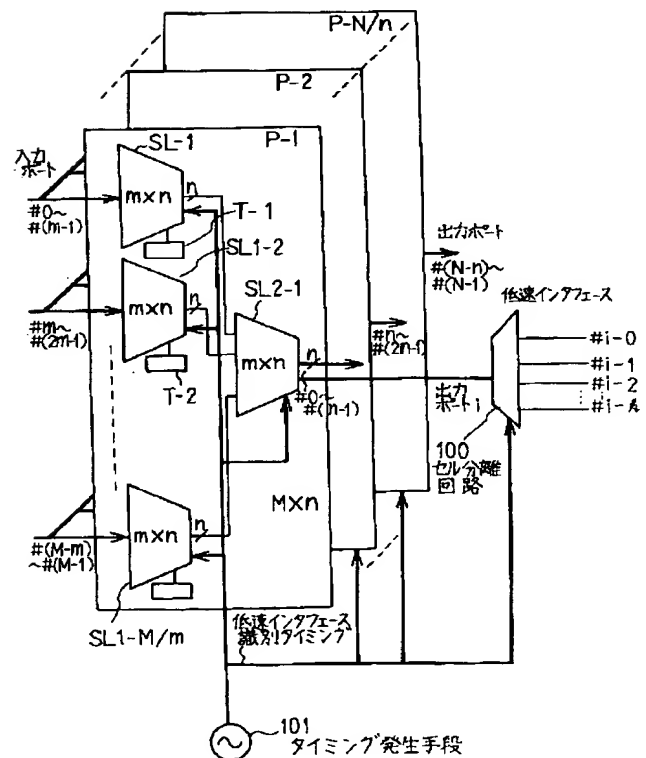 P-N/n
P-2
P-1
入力
ポート
SL-1
m×n
n
#0~
#(m-1)
T-1
SL1-2
m×n
n
#m~
#(2m-1)
T-2
SL2-1
m×n
n
#0~
#(n-1)
#n~
#(2n-1)
出力ポート
#(N-n)~
#(N-1)
低速インタフェース
#i-0
#i-1
#i-2
#i-k
出力
ポートi
100
セル分離
回路
M×n
m×n
n
#(M-m)
~#(M-1)
SL1-M/m
低速インタフェース
識別タイミング
101
タイミング発生手段